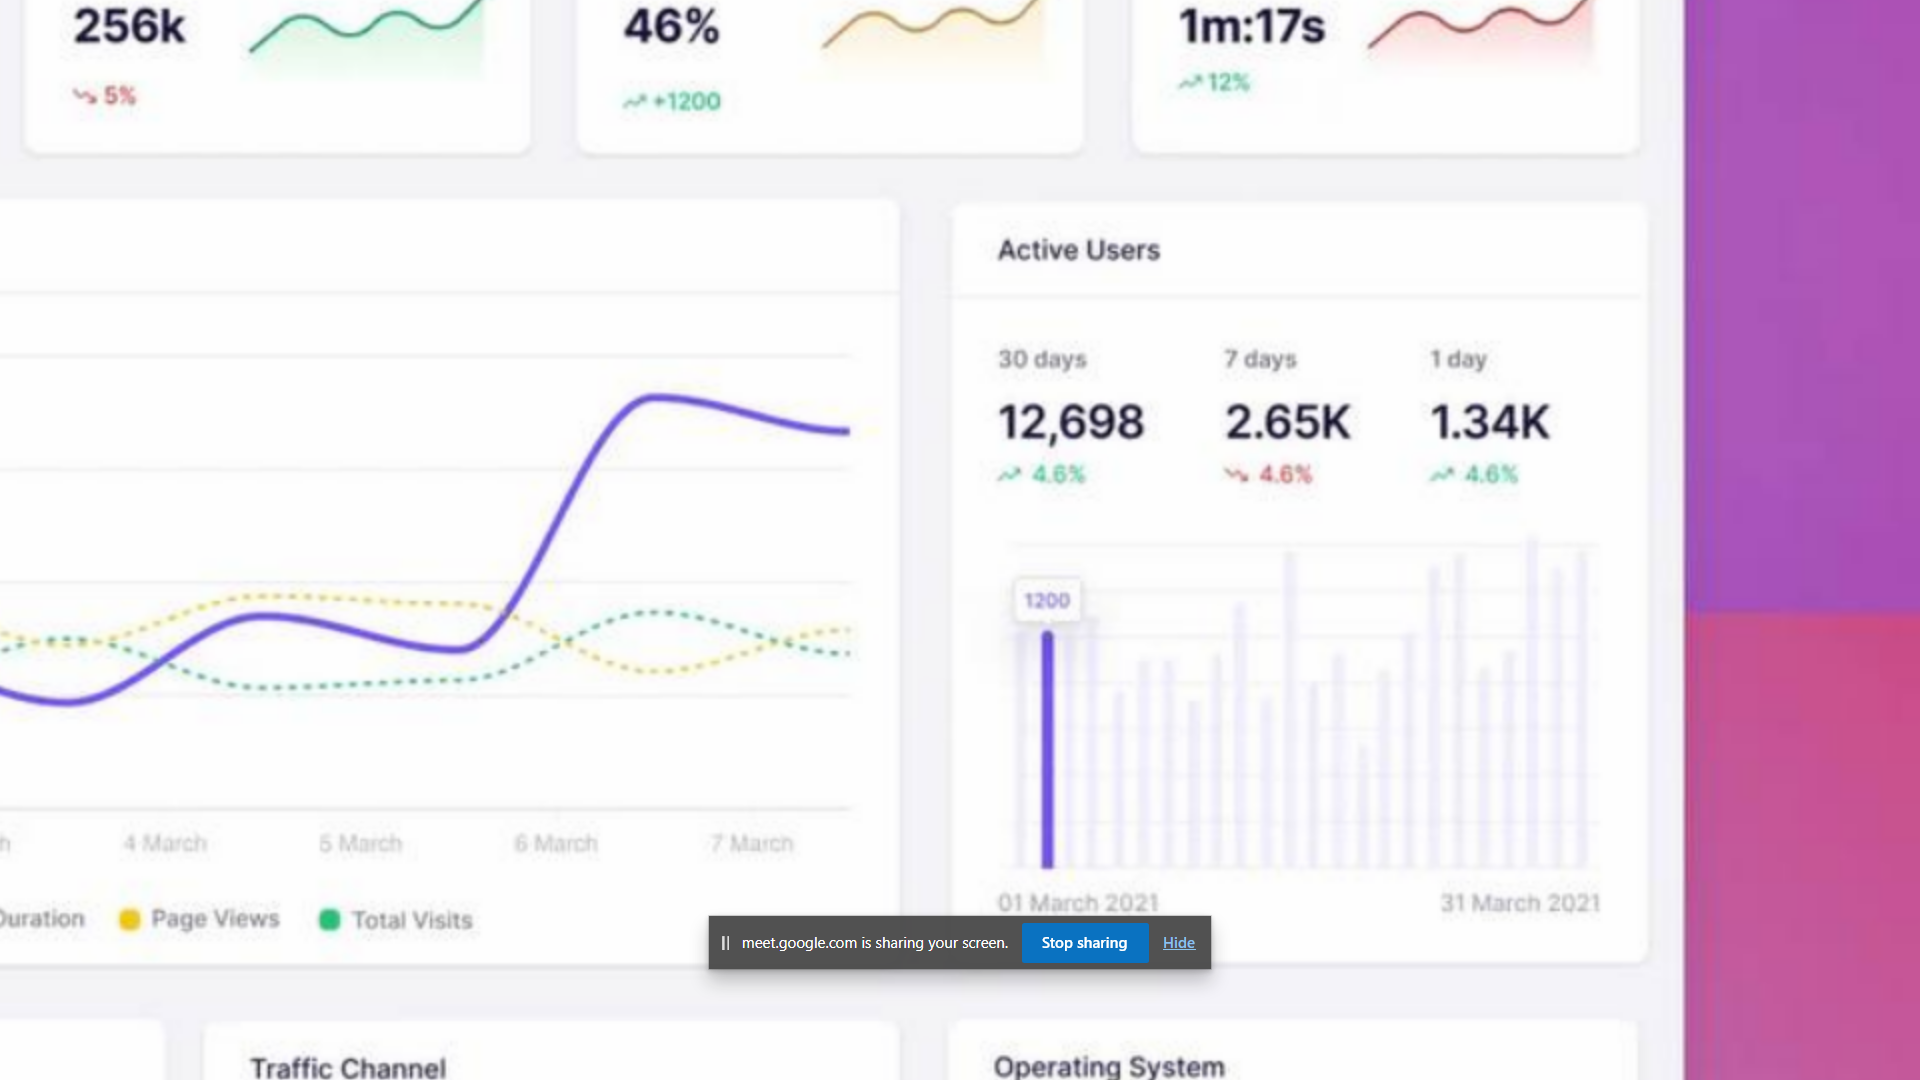 256k
46%
1m:17s
5%
+1200
12%
Active Users
30 days
7 days
1 day
12,698
2.65K
1.34K
4.6%
4.6%
4.6%
1200
4 March
5 March
6 March
7 March
01 March 2021
31 March 2021
Duration
Page Views
Total Visits
meet.google.com is sharing your screen.
Stop sharing
Hide
Traffic Channel
Operating System